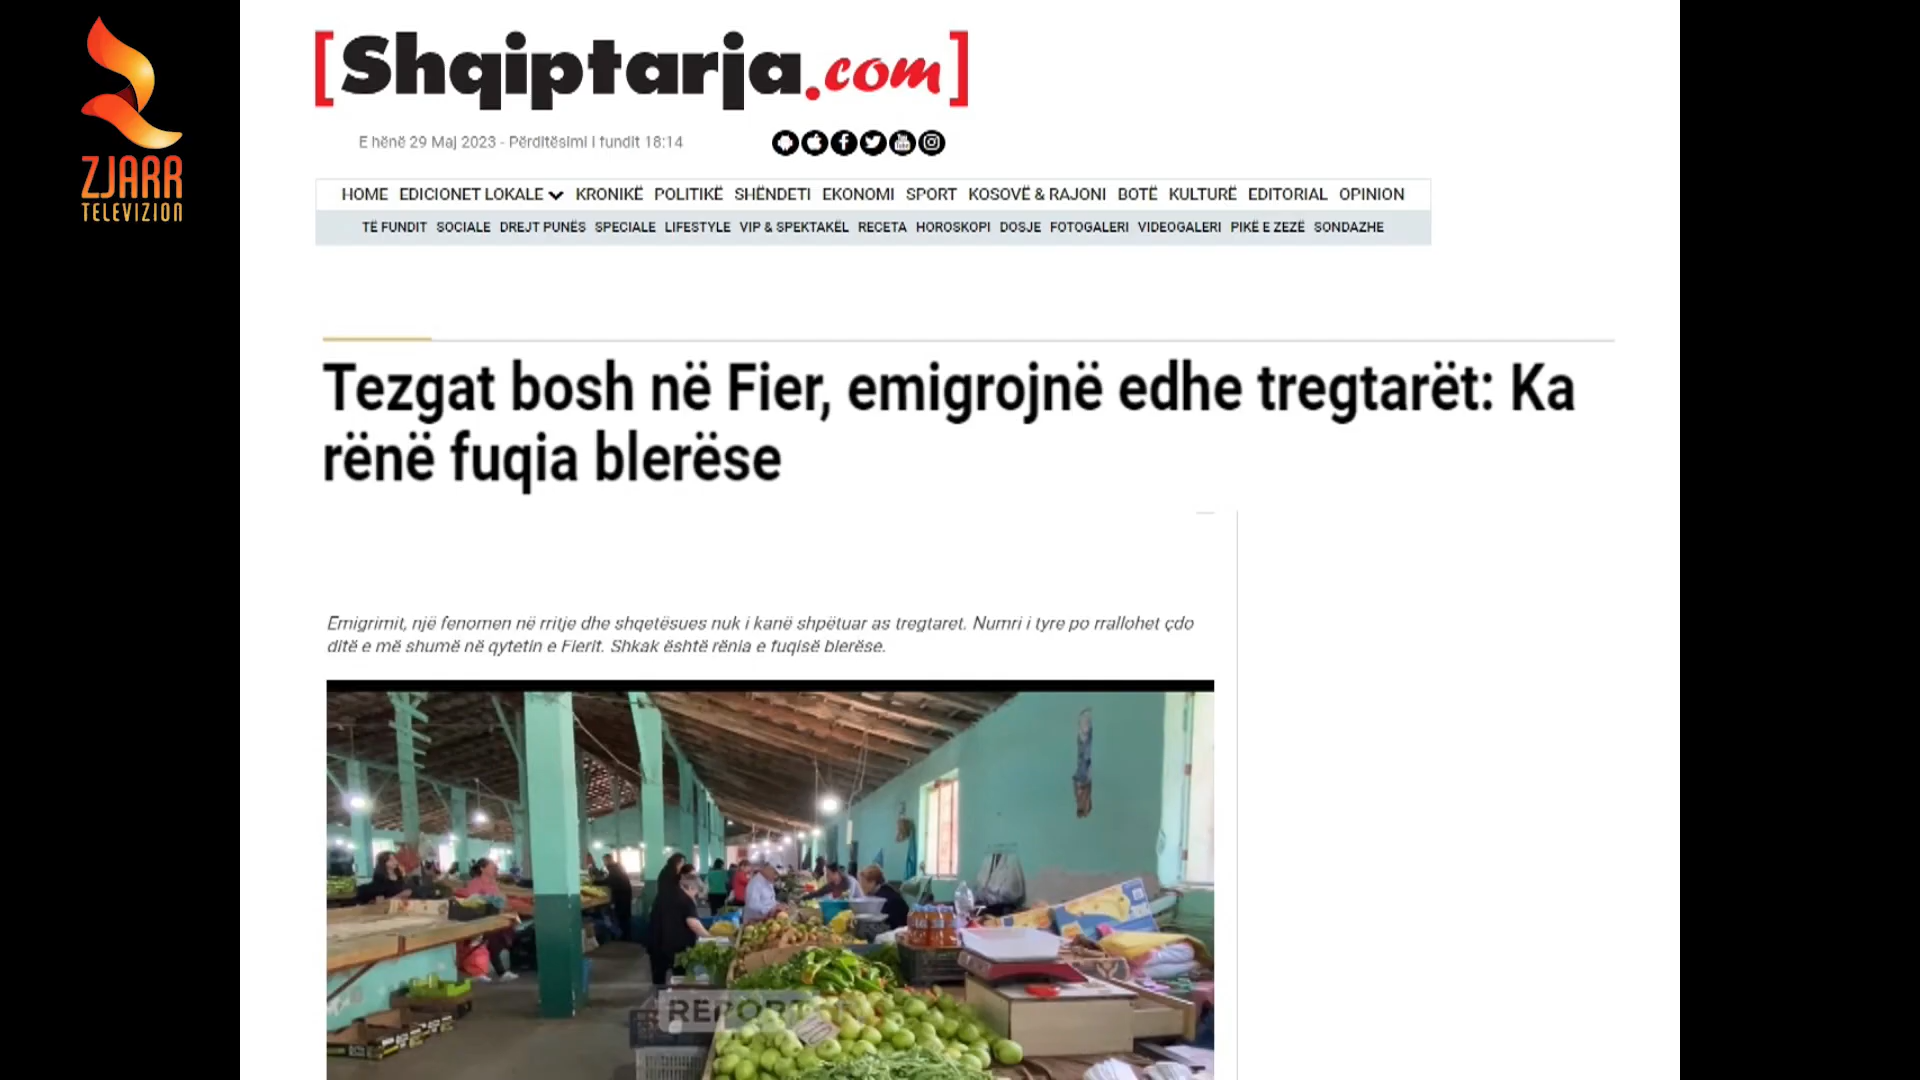 ZJARR
TELEVIZION
[Shqiptarja.com]
E hënë 29 Maj 2023 - Përditësimi i fundit 18:14
HOME EDICIONET LOKALE KRONIKË POLITIKË SHËNDETI EKONOMI SPORT KOSOVË & RAJONI BOTË KULTURË EDITORIAL OPINION
TË FUNDIT SOCIALE DREJT PUNËS SPECIALE LIFESTYLE VIP & SPEKTAKËL RECETA HOROSKOPI DOSJE FOTOGALERI VIDEOGALERI PIKË E ZEZË SONDAZHE
Tezgat bosh në Fier, emigrojnë edhe tregtarët: Ka
rënë fuqia blerëse
Emigrimit, një fenomen në rritje dhe shqetësues nuk i kanë shpëtuar as tregtaret. Numri i tyre po rrallohet çdo
ditë e më shumë në qytetin e Fierit. Shkak është rënia e fuqisë blerëse.